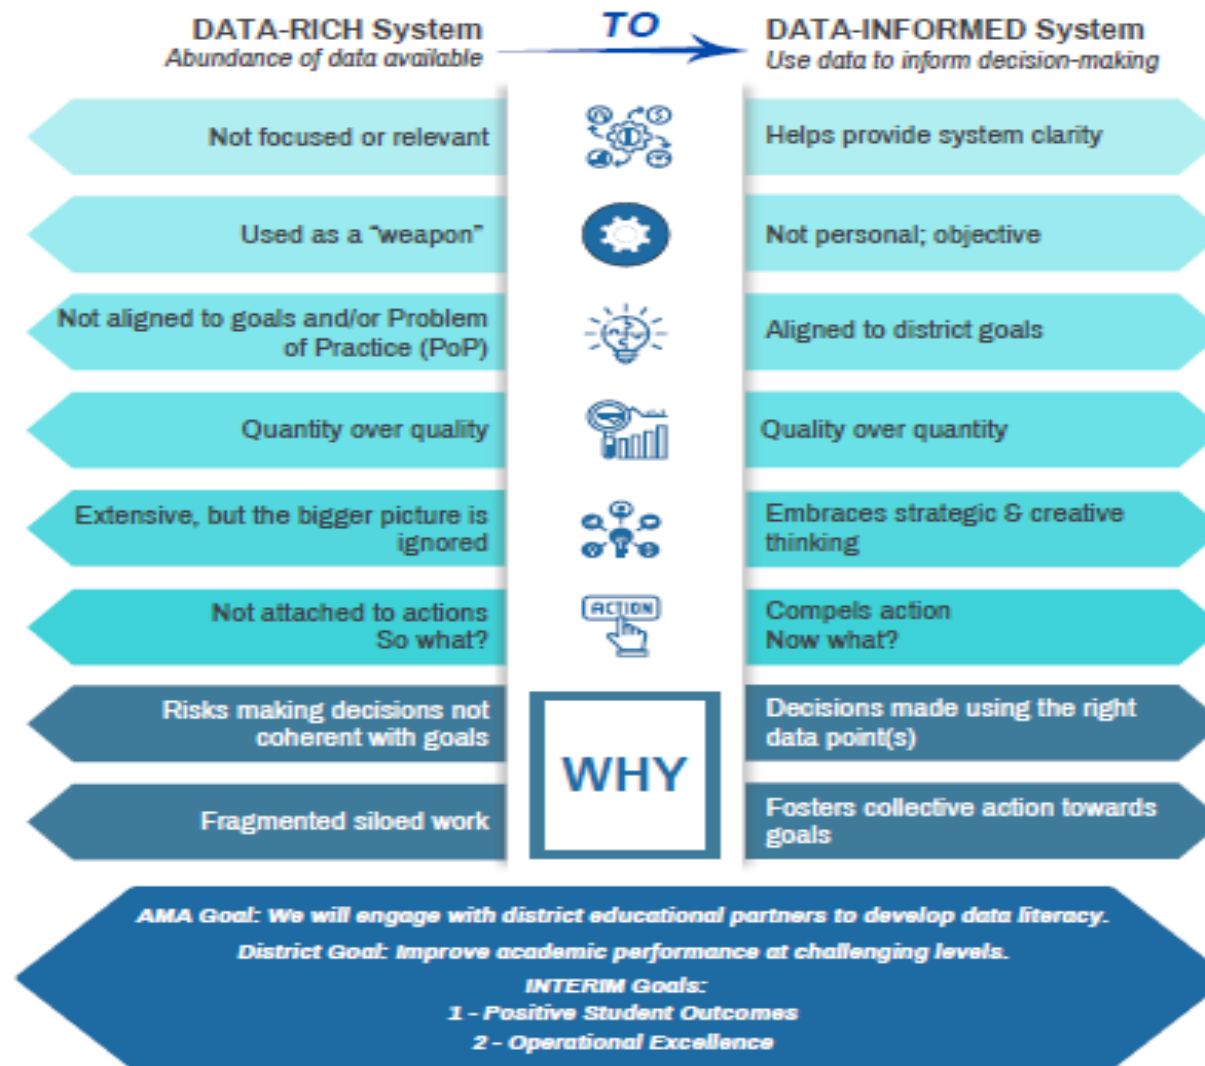 DATA-RICH System
Abundance of data available
TO
DATA-INFORMED System
Use data to inform decision-making
Not focused or relevant
Helps provide system clarity
Used as a “weapon”
Not personal; objective
Not aligned to goals and/or Problem
of Practice (PoP)
Aligned to district goals
Quantity over quality
Quality over quantity
Extensive, but the bigger picture is
ignored
Embraces strategic & creative
thinking
Not attached to actions
So what?
ACTION
Compels action
Now what?
Risks making decisions not
coherent with goals
WHY
Decisions made using the right
data point(s)
Fragmented siloed work
Fosters collective action towards
goals
AMA Goal: We will engage with district educational partners to develop data literacy.
District Goal: Improve academic performance at challenging levels.
INTERIM Goals:
1 - Positive Student Outcomes
2 - Operational Excellence